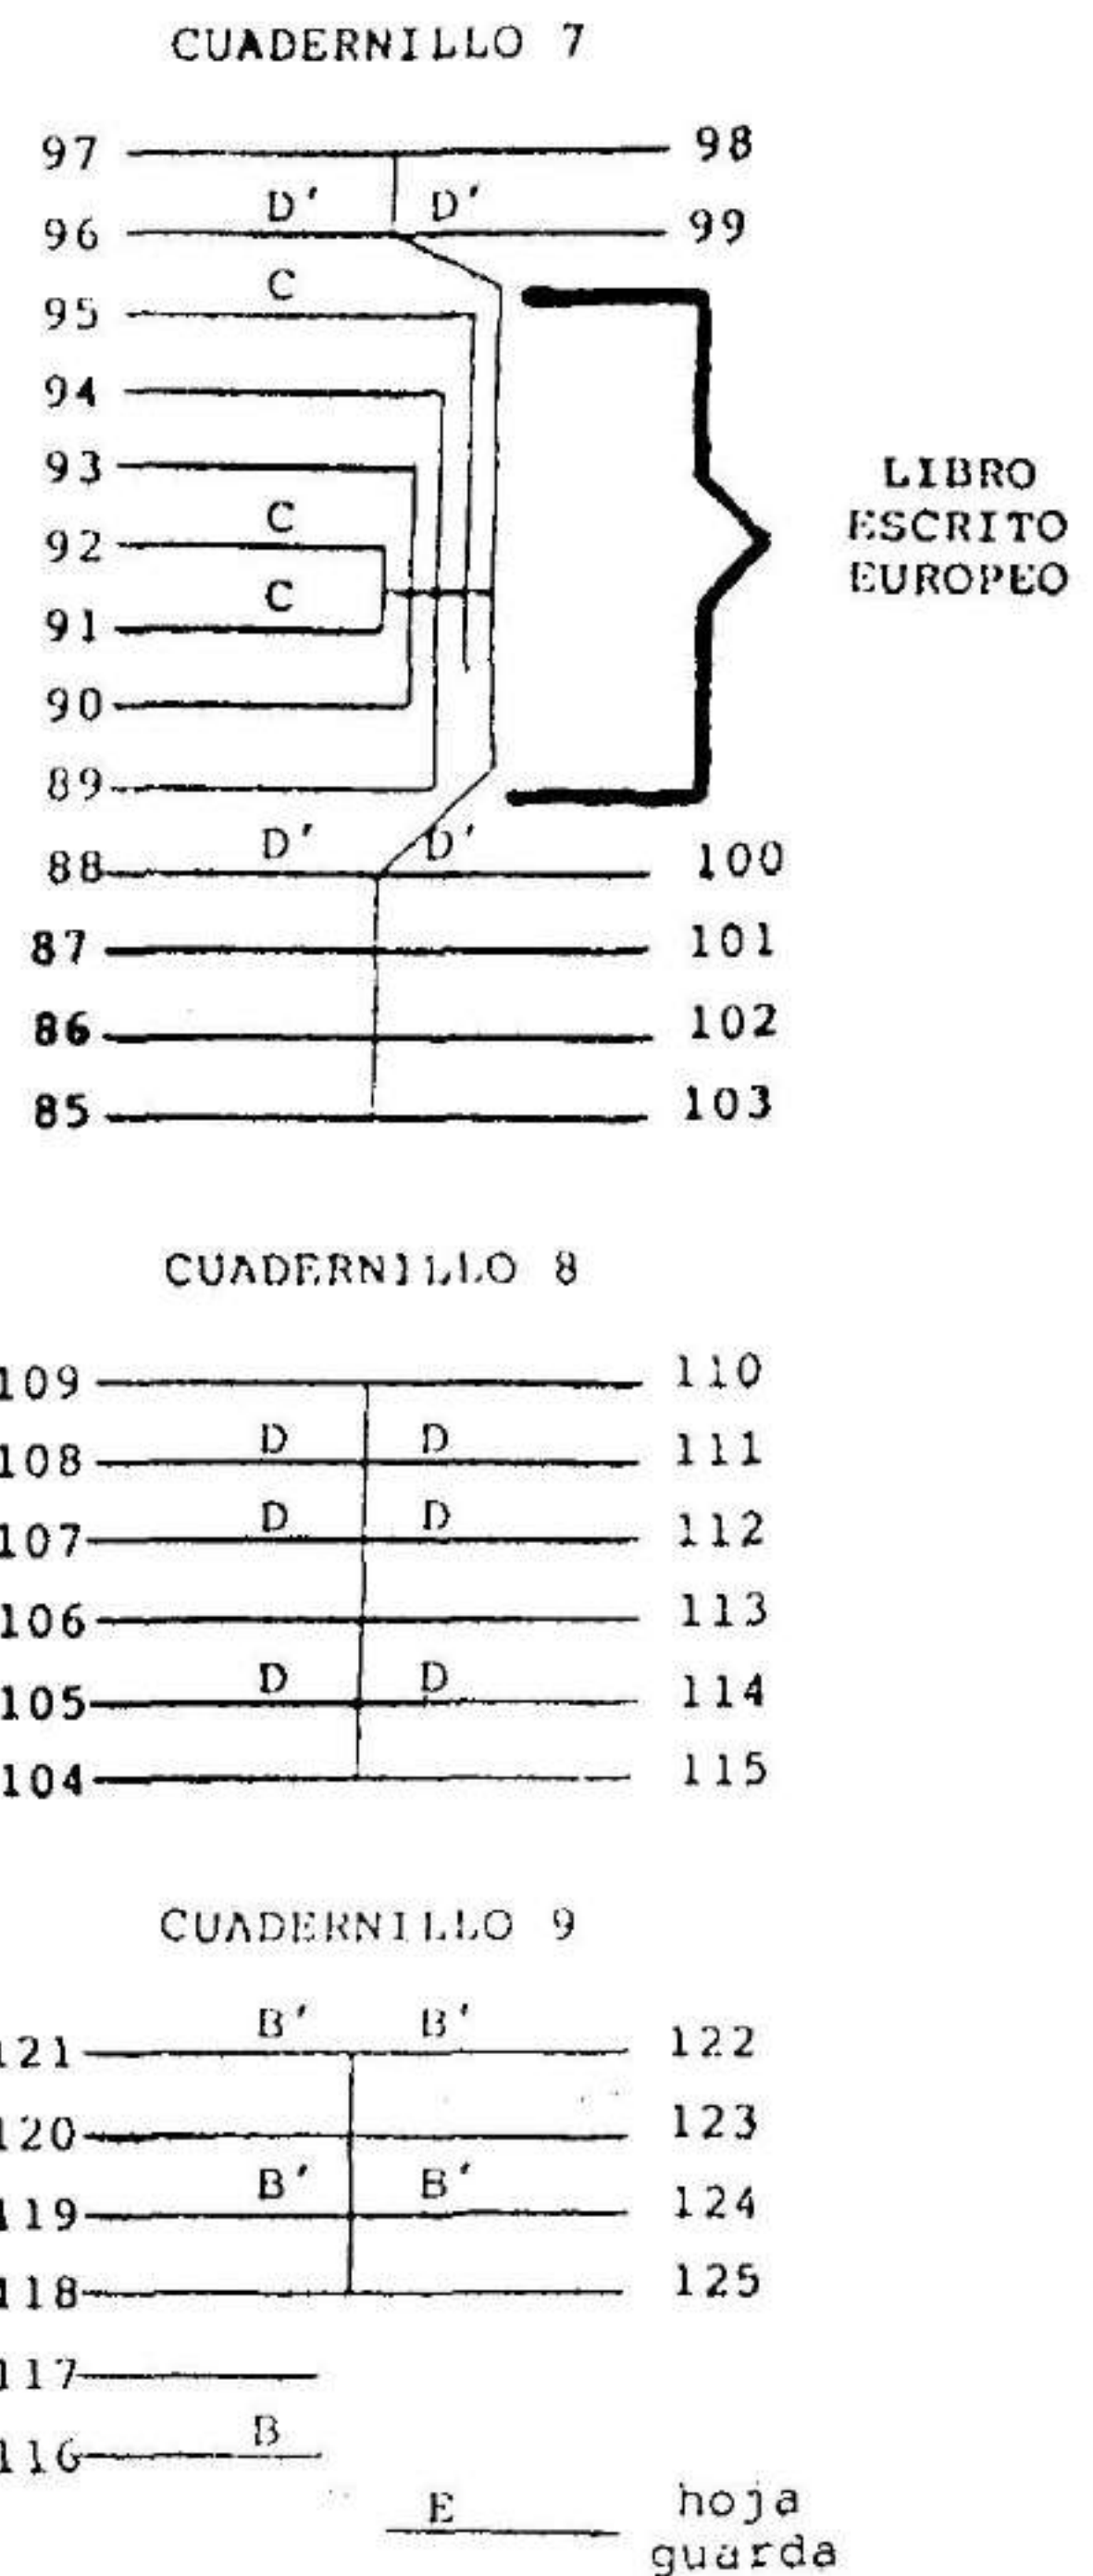 CUADERNILLO 7
97 98
D' D'
96 99
C
95
94
93
LIBRO
C
92 ESCRITO
EUROPEO
C
91
90
89
D' D'
88 100
87 101
86 102
85 103
CUADERNILLO 8
109 110
D D
108 111
D D
107 112
106 113
D D
105 114
104 115
CUADERNILLO 9
B' B'
121 122
120 123
B' B'
119 124
118 125
117
B
116
E hoja
guarda